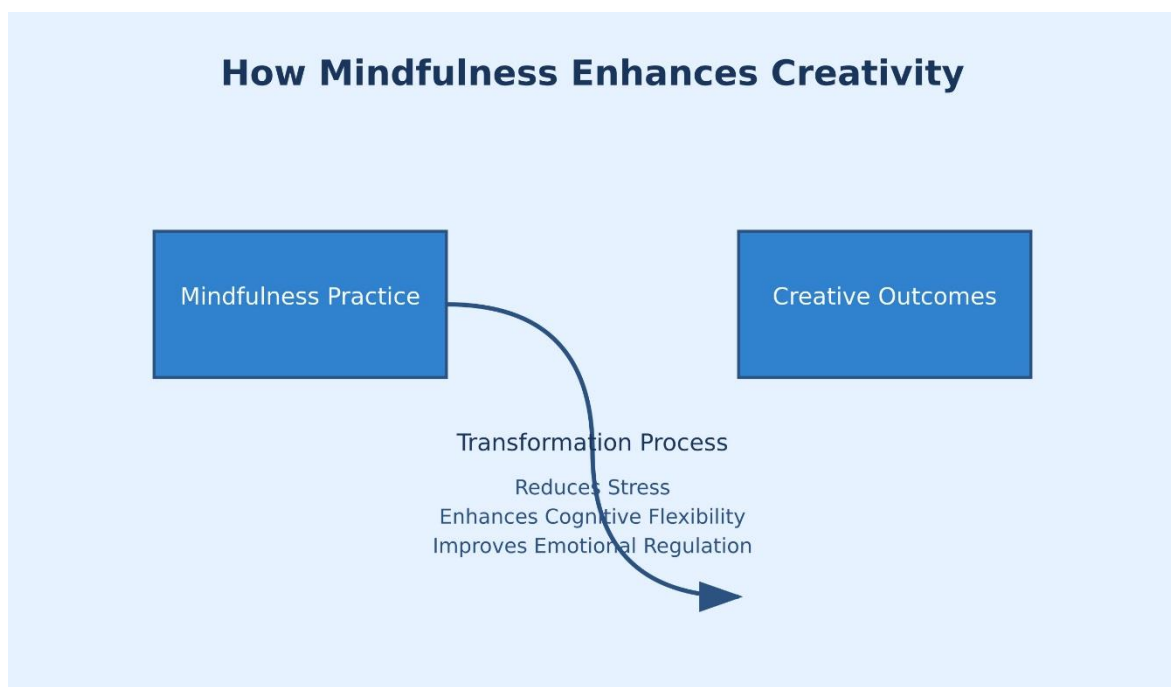 How Mindfulness Enhances Creativity
Mindfulness Practice
Creative Outcomes
Transformation Process
Reduces Stress
Enhances Cognitive Flexibility
Improves Emotional Regulation